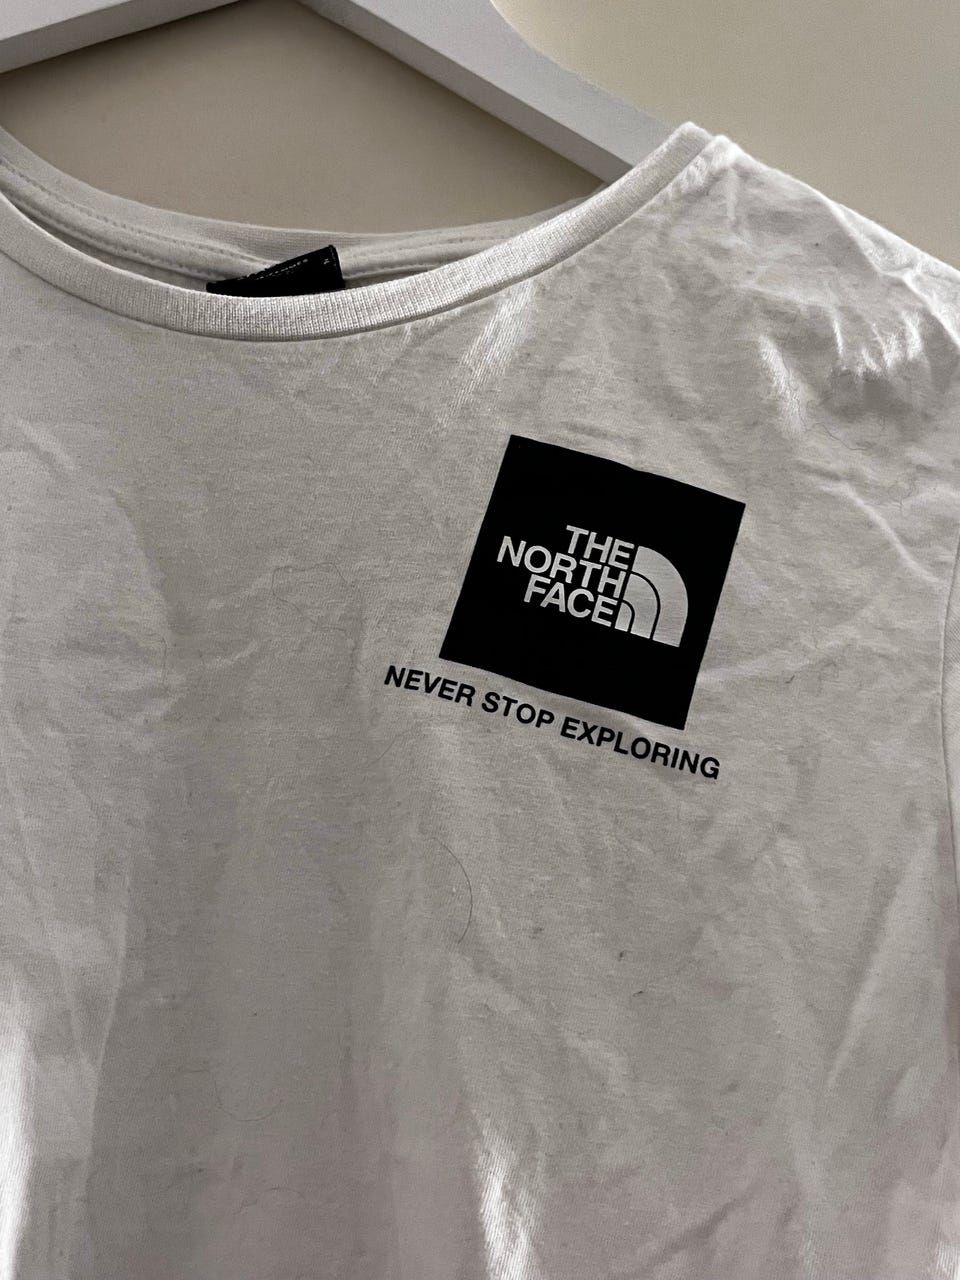 THE
NORTH
FACE
NEVER STOP EXPLORING